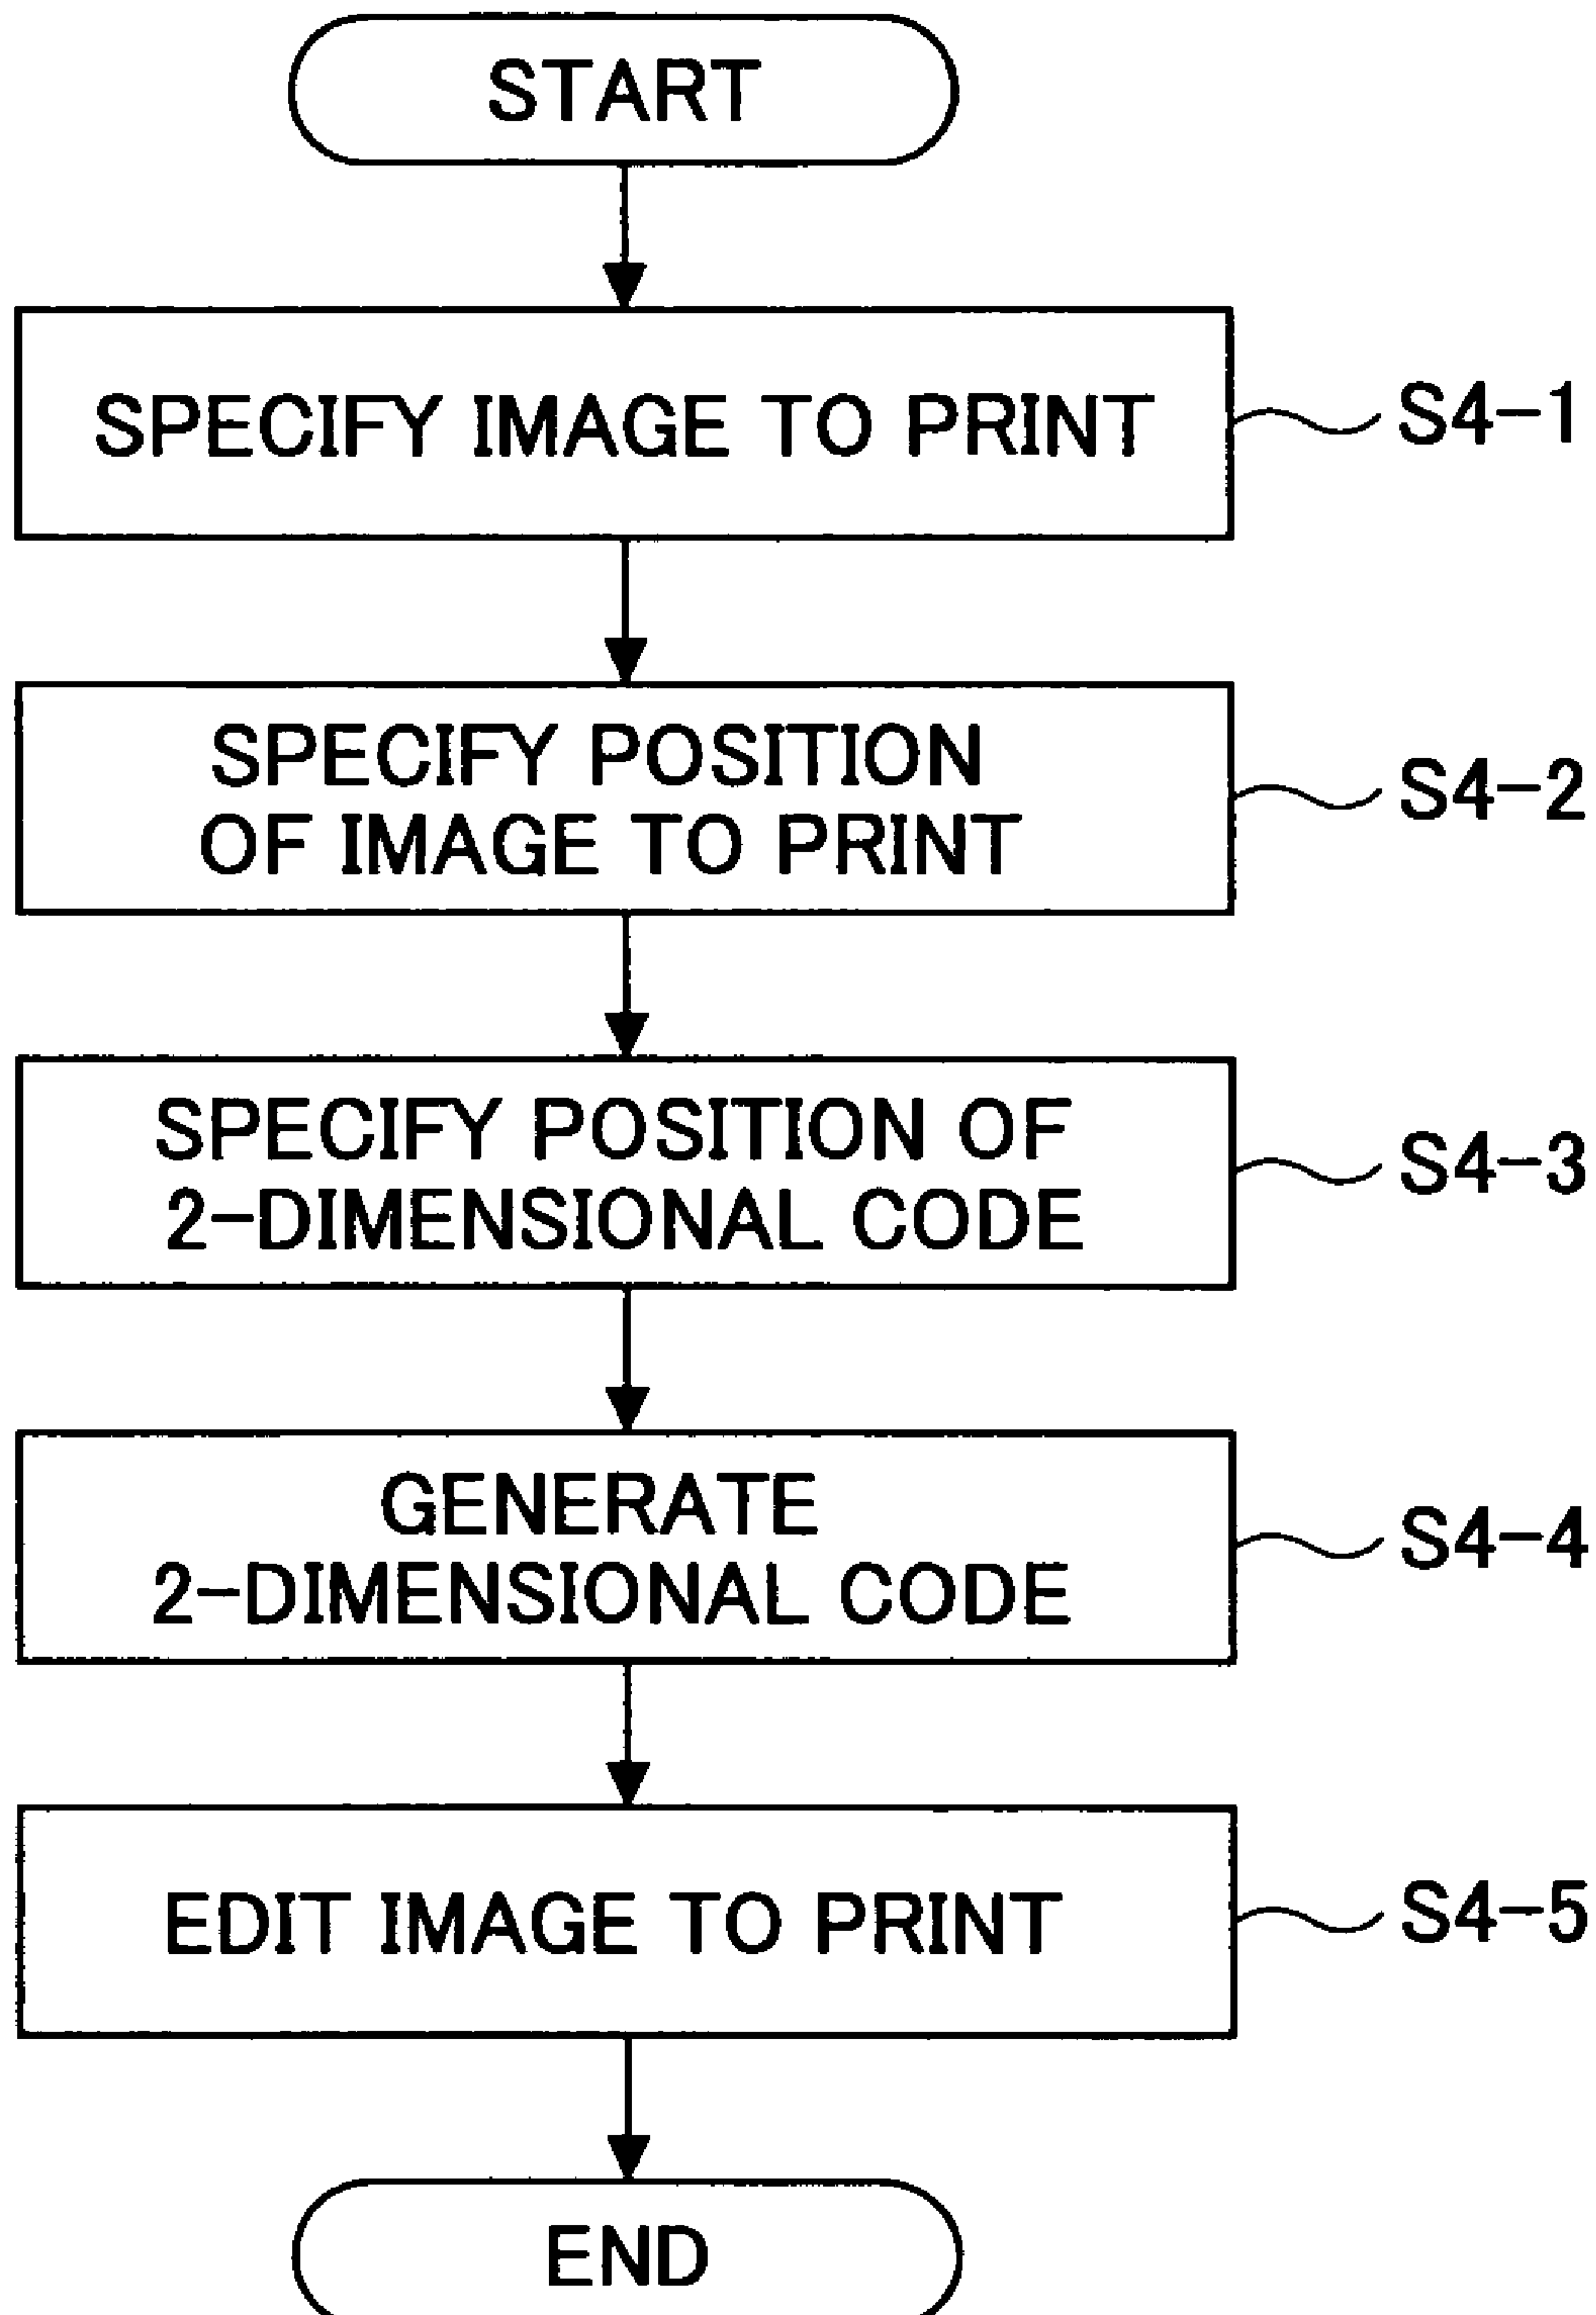 START
SPECIFY IMAGE TO PRINT
S4-1
SPECIFY POSITION
OF IMAGE TO PRINT
S4-2
SPECIFY POSITION OF
2-DIMENSIONAL CODE
S4-3
GENERATE
2-DIMENSIONAL CODE
S4-4
EDIT IMAGE TO PRINT
S4-5
END